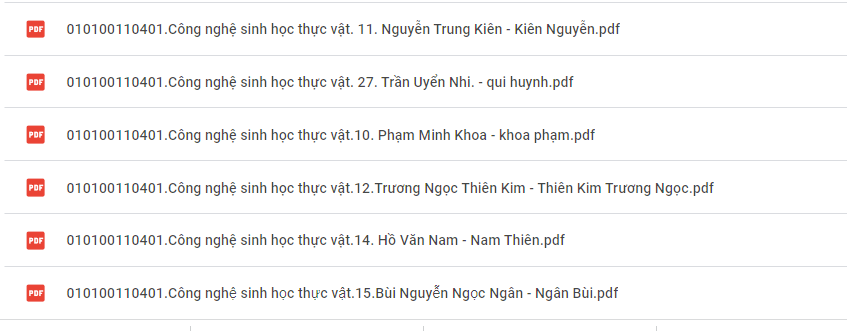 PDF 010100110401.Công nghệ sinh học thực vật. 11. Nguyễn Trung Kiên - Kiên Nguyễn.pdf
PDF 010100110401.Công nghệ sinh học thực vật. 27. Trần Uyển Nhi. - qui huynh.pdf
PDF 010100110401.Công nghệ sinh học thực vật.10. Phạm Minh Khoa - khoa phạm.pdf
PDF 010100110401.Công nghệ sinh học thực vật.12.Trương Ngọc Thiên Kim - Thiên Kim Trương Ngọc.pdf
PDF 010100110401.Công nghệ sinh học thực vật.14. Hồ Văn Nam - Nam Thiên.pdf
PDF 010100110401.Công nghệ sinh học thực vật.15.Bùi Nguyễn Ngọc Ngân - Ngân Bùi.pdf